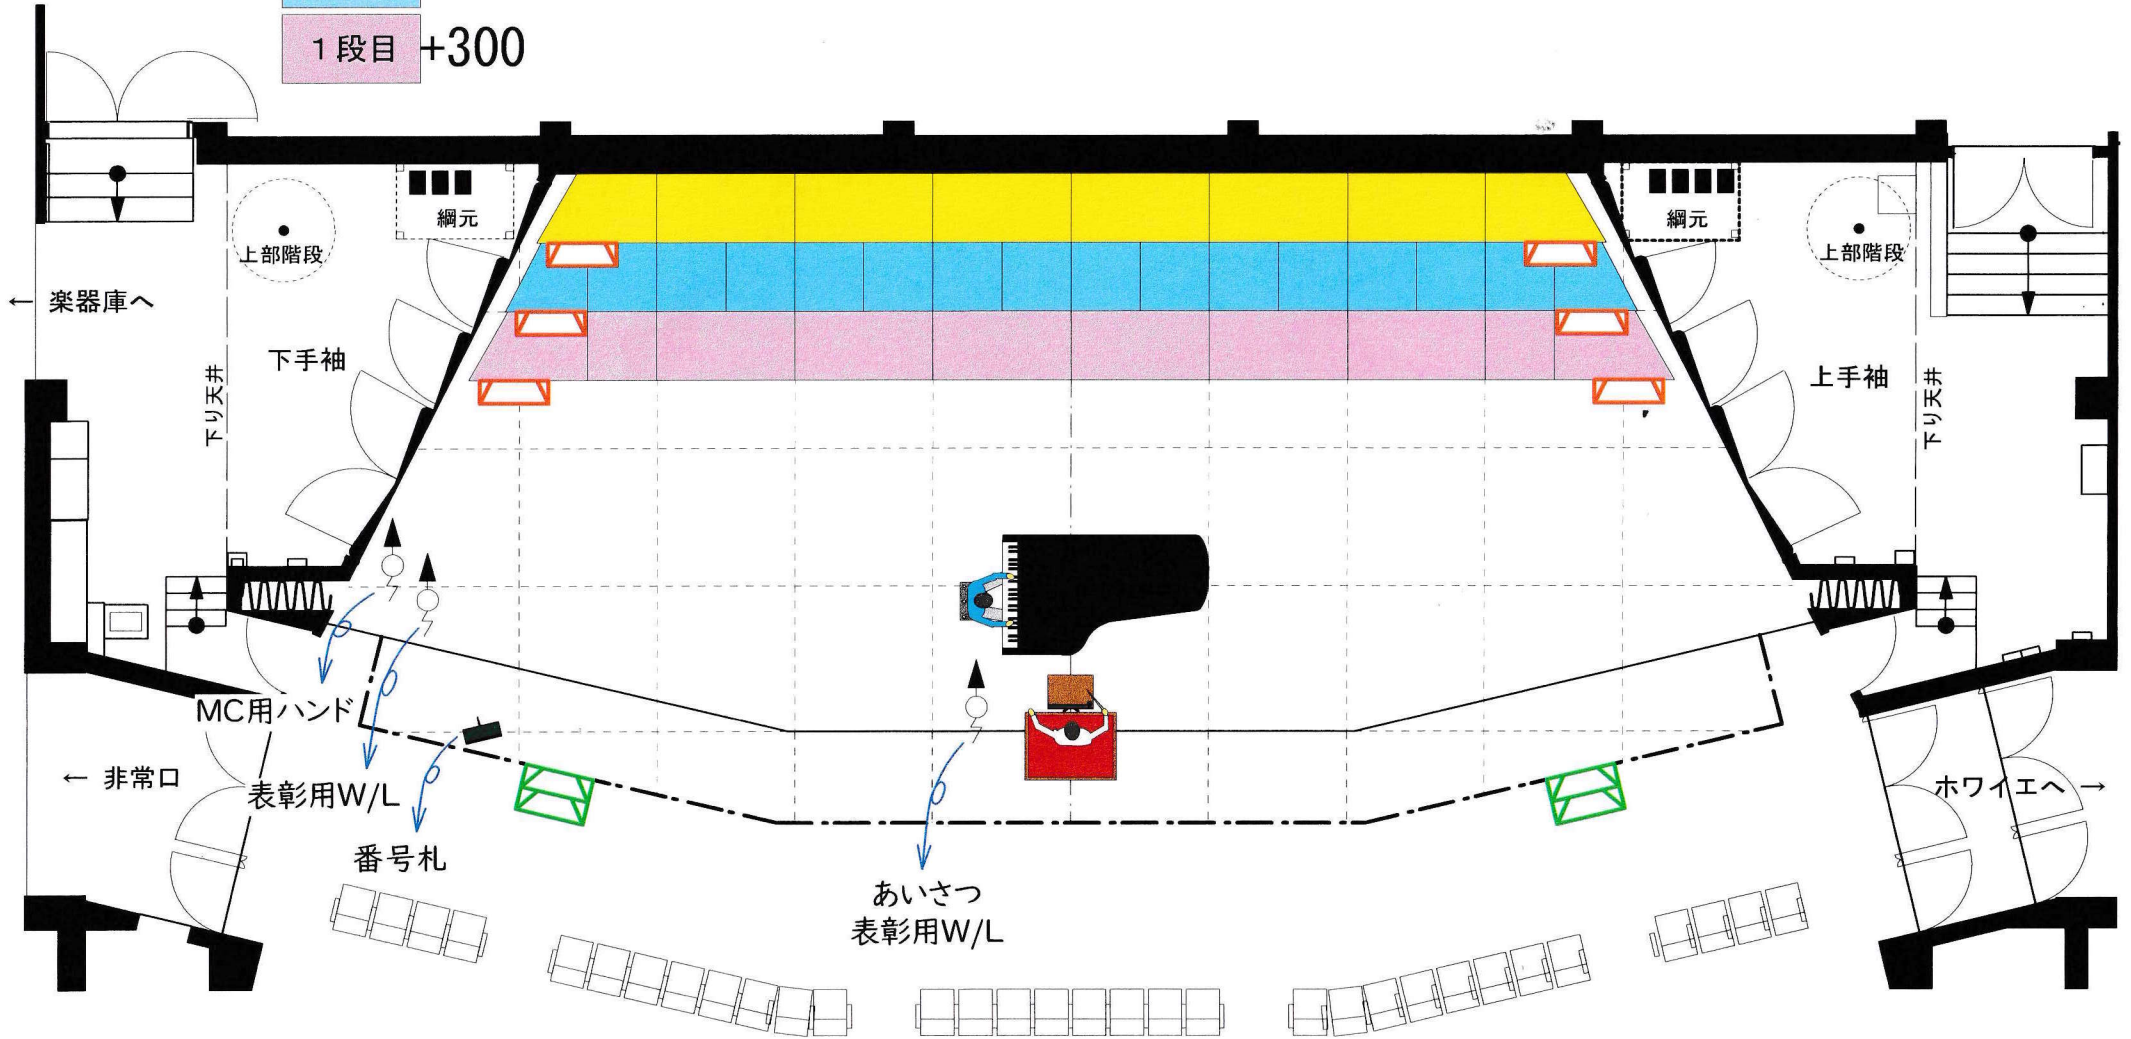 1段目 +300
綱元
綱元
上部階段
上部階段
← 楽器庫へ
下手袖
上手袖
下り天井
下り天井
MC用ハンド
← 非常口
表彰用W/L
ホワイエへ →
番号札
あいさつ
表彰用W/L